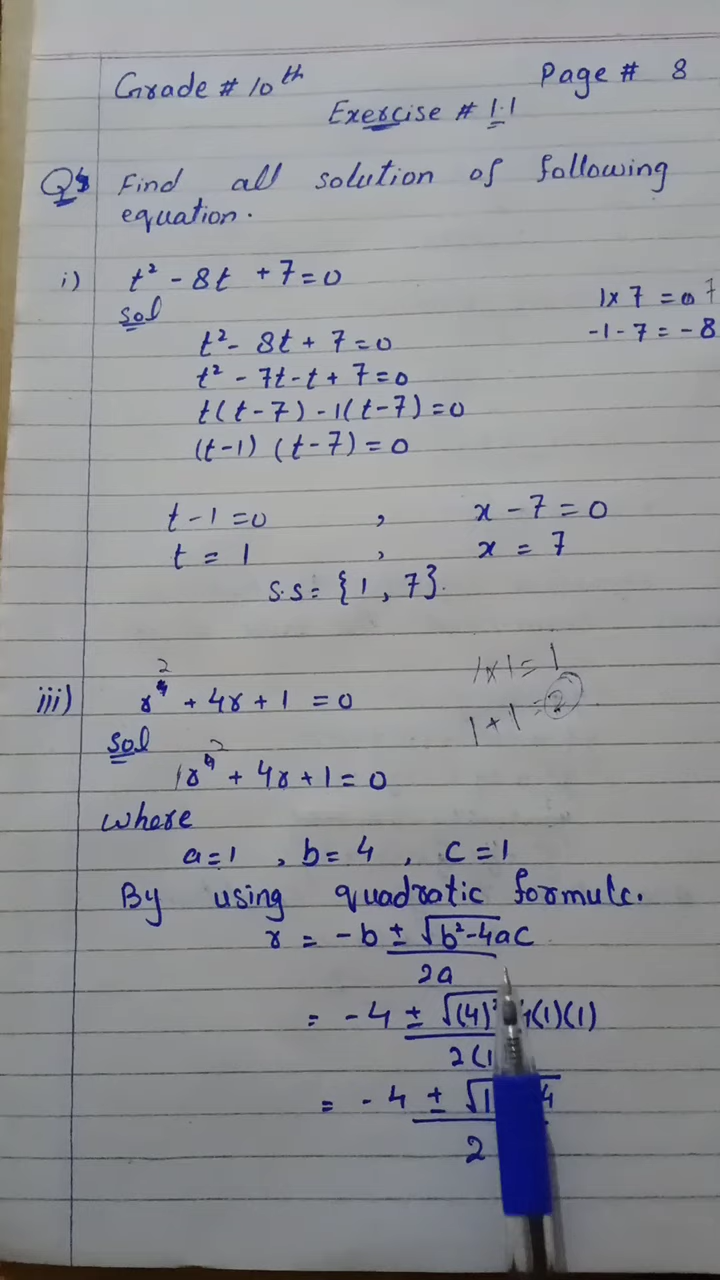 Grade # 10th
Page # 8
Exercise # 1.1
Find all solution of following
equation.
i) t² - 8t + 7 = 0
Sol
1 x 7 = 7
-1 - 7 = -8
t² - 8t + 7 = 0
t² - 7t - t + 7 = 0
t(t-7) - 1(t-7) = 0
(t-1) (t-7) = 0
t - 1 = 0 , x - 7 = 0
t = 1 , x = 7
S.S = {1, 7}.
iii) r² + 4r + 1 = 0
1x1 = 1
1 + 1 = 2
Sol
1r² + 4r + 1 = 0
where
a = 1 , b = 4 , c = 1
By using quadratic formule.
r = -b ± √b²-4ac
2a
= -4 ± √(4)² (1)(1)
2(1
= -4 ± √1 4
2